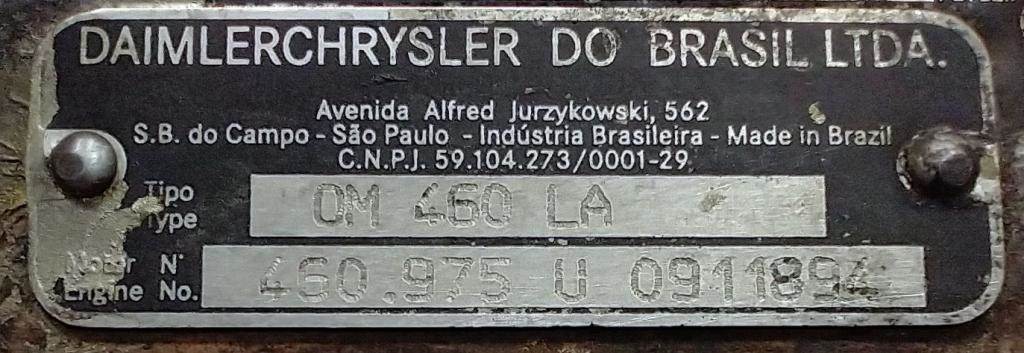 DAIMLERCHRYSLER DO BRASIL LTDA.
Avenida Alfred Jurzykowski, 562
S.B. do Campo - São Paulo - Indústria Brasileira - Made in Brazil
C.N.P.J. 59.104.273/0001-29
Tipo
Type
OM 460 LA
Motor N°
Engine No.
460.975 U 0911894